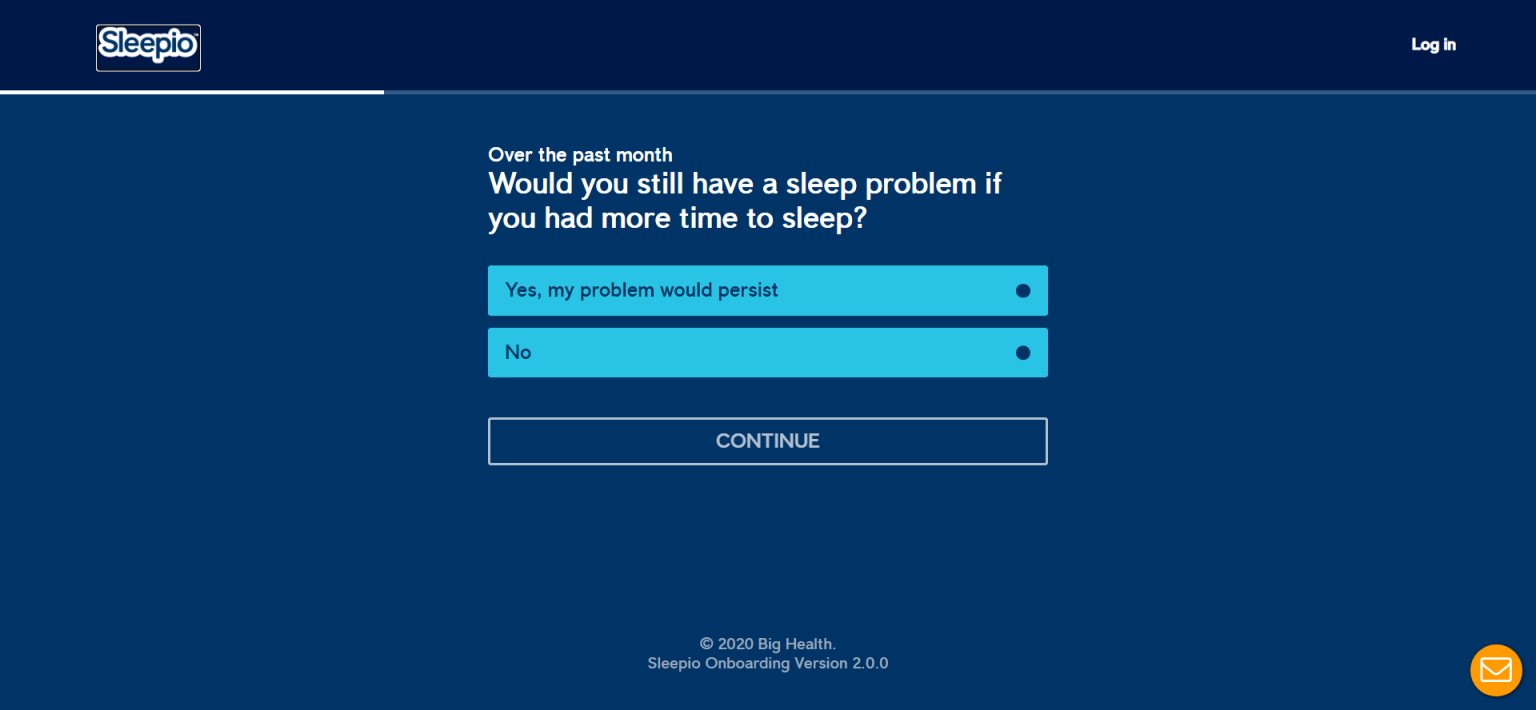 Sleepio™
Log in
Over the past month
Would you still have a sleep problem if
you had more time to sleep?
Yes, my problem would persist
No
CONTINUE
© 2020 Big Health.
Sleepio Onboarding Version 2.0.0